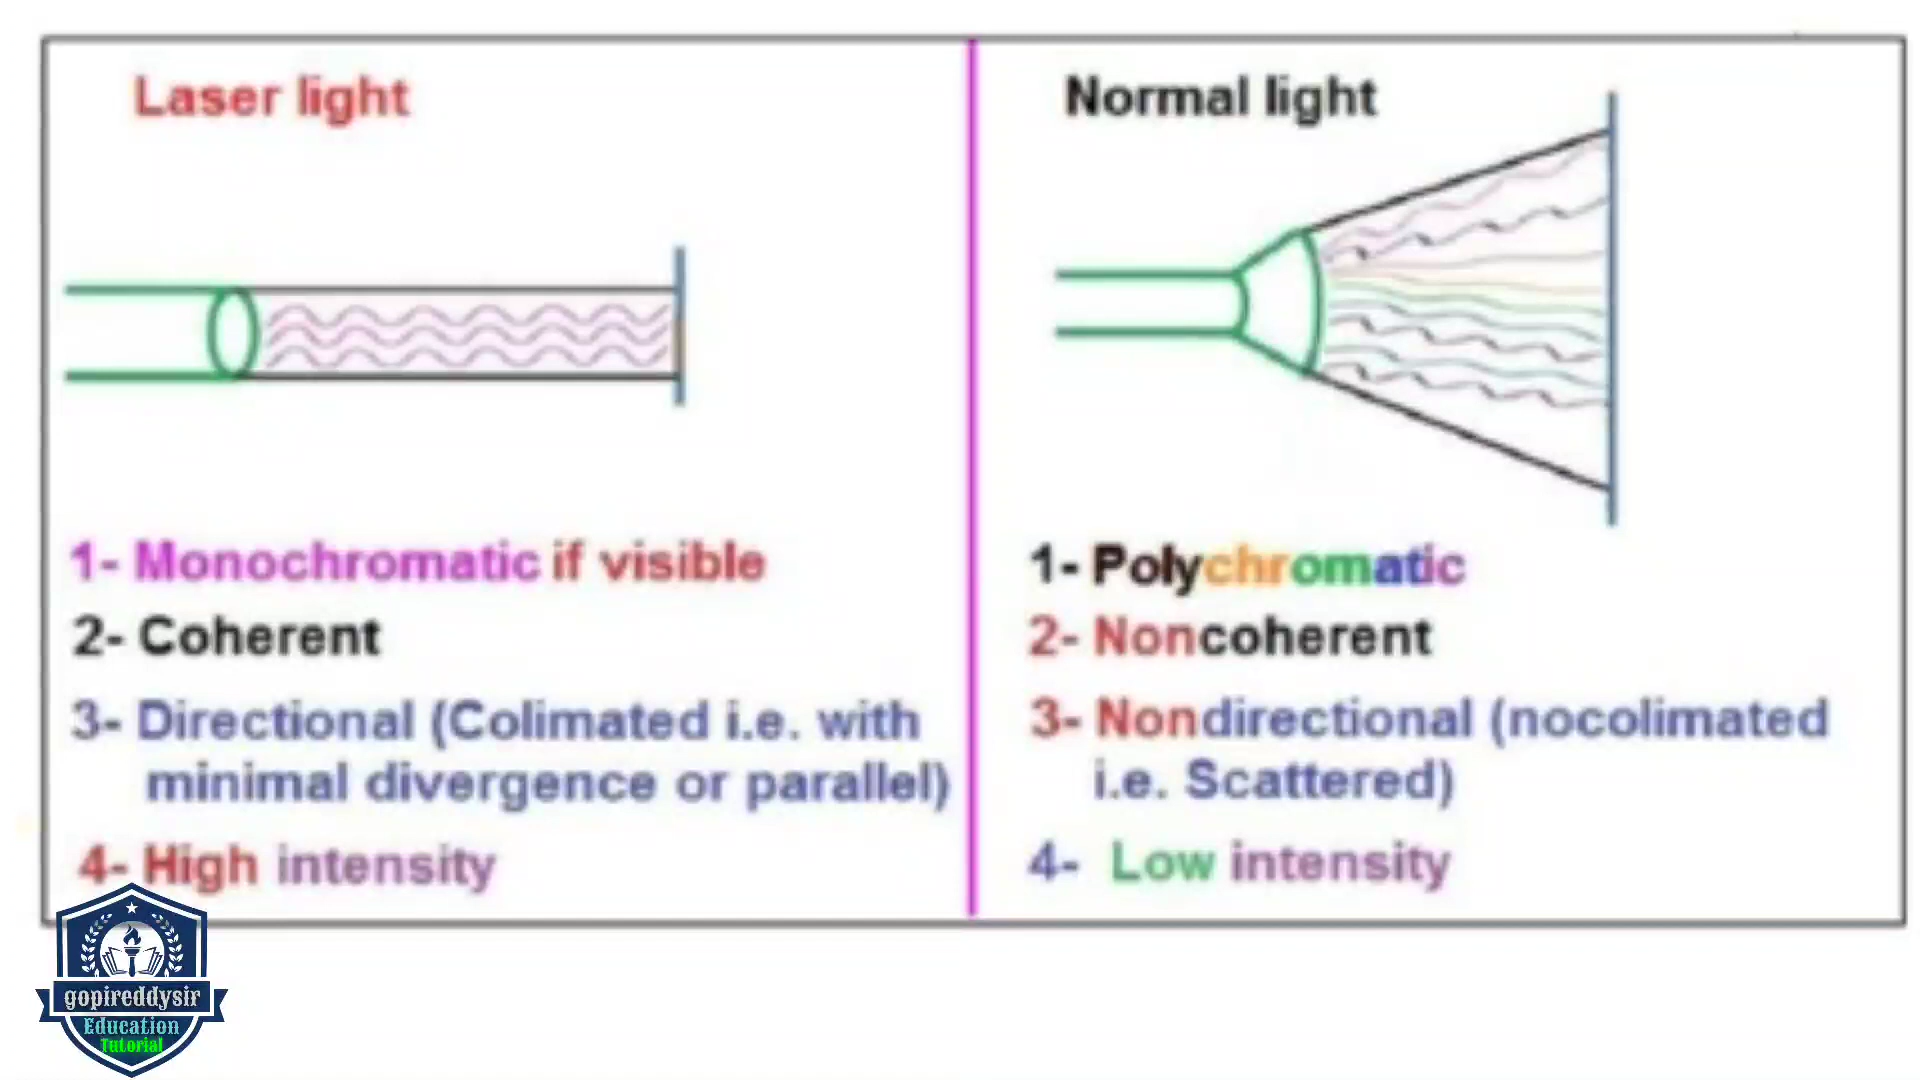 Laser light
1- Monochromatic if visible
2- Coherent
3- Directional (Colimated i.e. with
minimal divergence or parallel)
4- High intensity
Normal light
1- Polychromatic
2- Noncoherent
3- Nondirectional (nocolimated
i.e. Scattered)
4- Low intensity
gopireddysir
Education
Tutorial